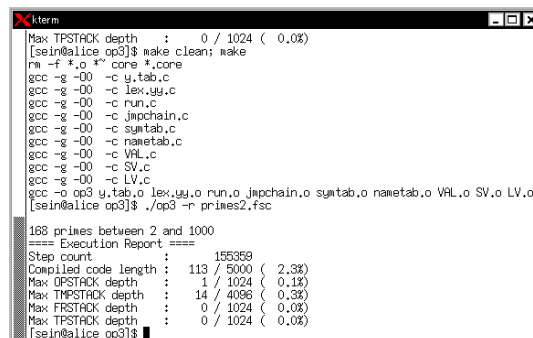 kterm
Max TPSTACK depth    :    0 / 1024 (  0.0%)
[sein@alice op3]$ make clean; make
rm -f *.o *~ core *.core
gcc -g -O0  -c y.tab.c
gcc -g -O0  -c lex.yy.c
gcc -g -O0  -c run.c
gcc -g -O0  -c jmpchain.c
gcc -g -O0  -c symtab.c
gcc -g -O0  -c nametab.c
gcc -g -O0  -c VAL.c
gcc -g -O0  -c SV.c
gcc -g -O0  -c LV.c
gcc -o op3 y.tab.o lex.yy.o run.o jmpchain.o symtab.o nametab.o VAL.o SV.o LV.o
[sein@alice op3]$ ./op3 -r primes2.fsc
168 primes between 2 and 1000
==== Execution Report ====
Step count           :       155359
Compiled code length :  113 / 5000 (  2.3%)
Max OPSTACK depth    :    1 / 1024 (  0.1%)
Max TMPSTACK depth   :   14 / 4096 (  0.3%)
Max FRSTACK depth    :    0 / 1024 (  0.0%)
Max TPSTACK depth    :    0 / 1024 (  0.0%)
[sein@alice op3]$